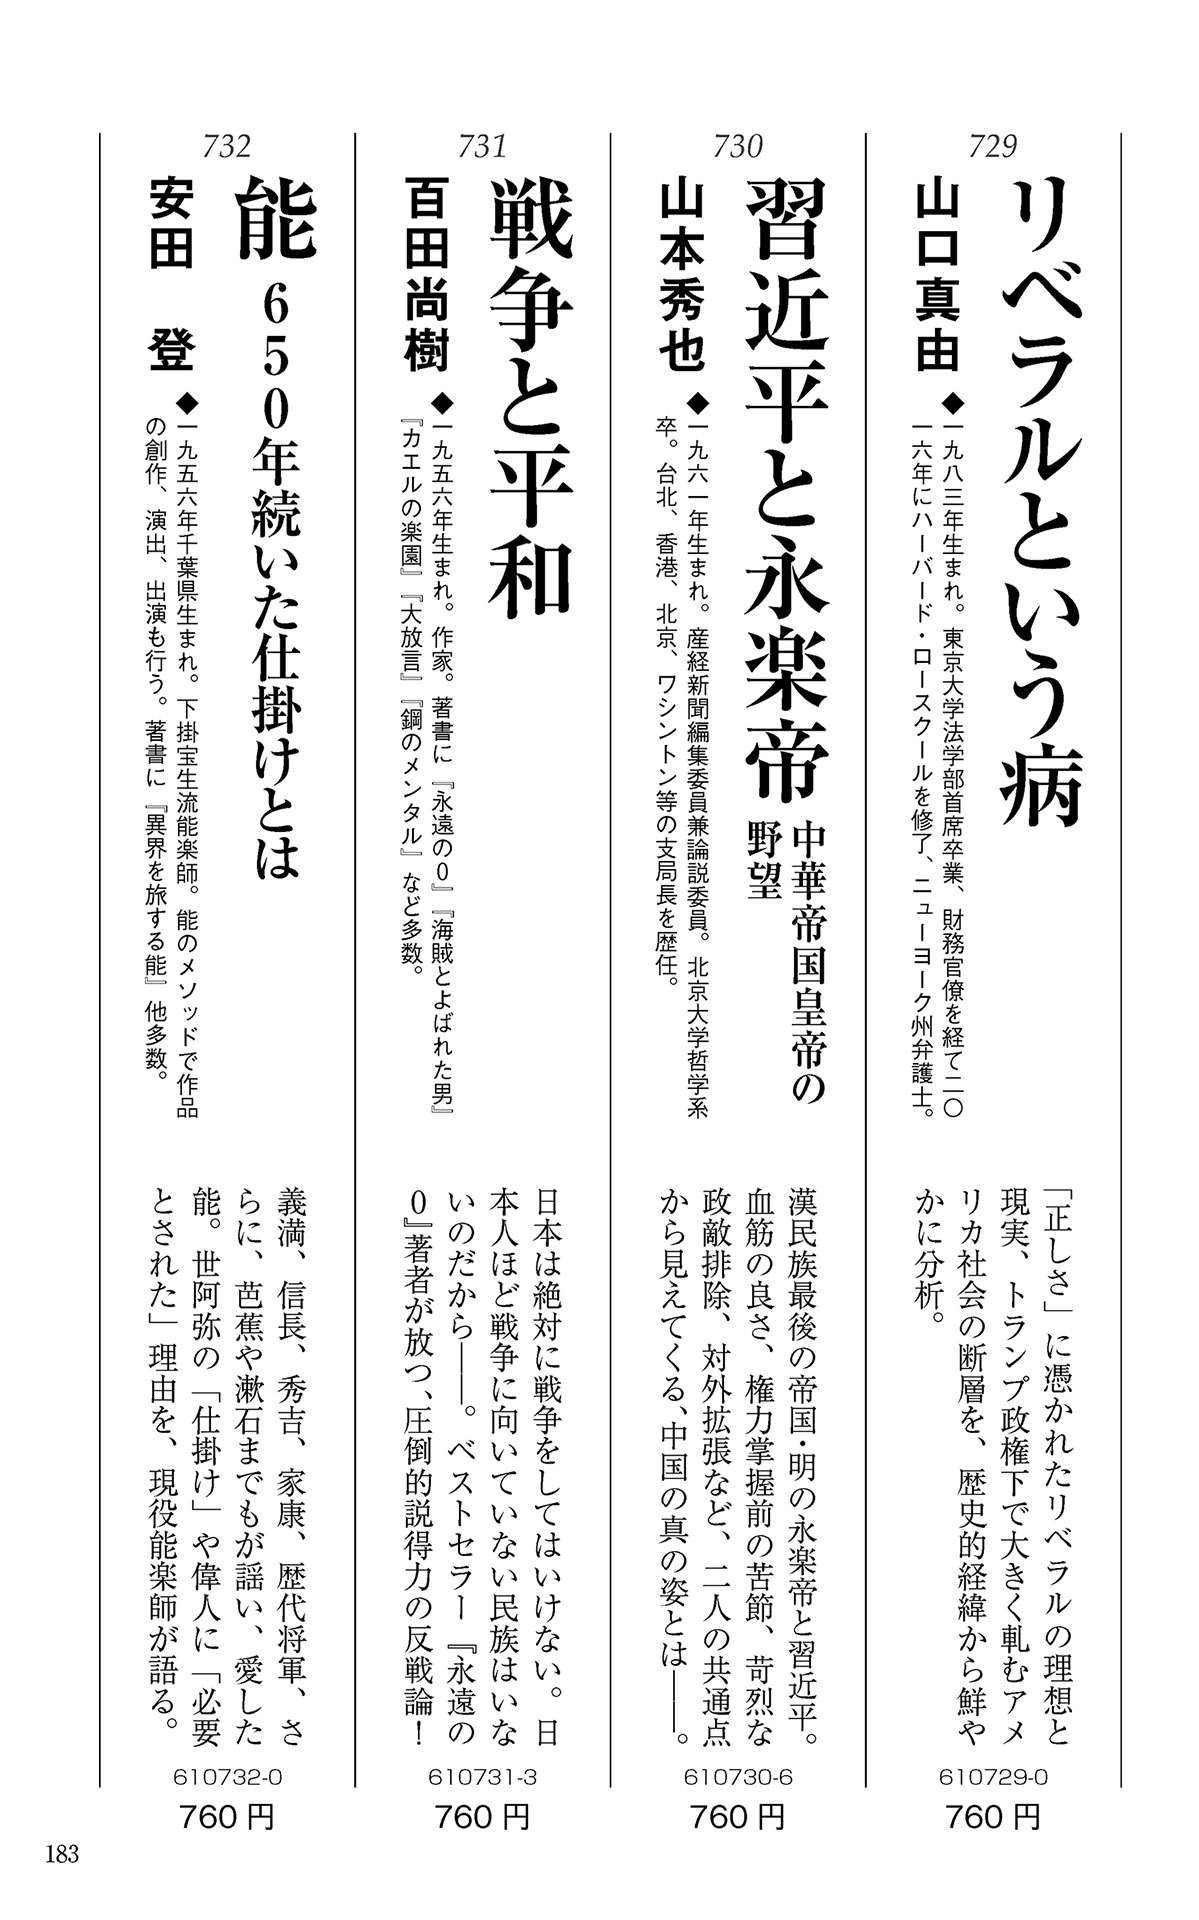 729
リベラルという病
山口真由
◆一九八三年生まれ。東京大学法学部首席卒業、財務官僚を経て二〇
一六年にハーバード・ロースクールを修了、ニューヨーク州弁護士。
「正しさ」に憑かれたリベラルの理想と
現実、トランプ政権下で大きく軋むアメ
リカ社会の断層を、歴史的経緯から鮮や
かに分析。
610729-0
760円
730
習近平と永楽帝
中華帝国皇帝の
野望
山本秀也
◆一九六一年生まれ。産経新聞編集委員兼論説委員。北京大学哲学系
卒。台北、香港、北京、ワシントン等の支局長を歴任。
漢民族最後の帝国・明の永楽帝と習近平。
血筋の良さ、権力掌握前の苦節、苛烈な
政敵排除、対外拡張など、二人の共通点
から見えてくる、中国の真の姿とは――。
610730-6
760円
731
戦争と平和
百田尚樹
◆一九五六年生まれ。作家。著書に『永遠の0』『海賊とよばれた男』
『カエルの楽園』『大放言』『鋼のメンタル』など多数。
日本は絶対に戦争をしてはいけない。日
本人ほど戦争に向いていない民族はいな
いのだから――。ベストセラー『永遠の
0』著者が放つ、圧倒的説得力の反戦論！
610731-3
760円
732
能
650年続いた仕掛けとは
安田 登
◆一九五六年千葉県生まれ。下掛宝生流能楽師。能のメソッドで作品
の創作、演出、出演も行う。著書に『異界を旅する能』他多数。
義満、信長、秀吉、家康、歴代将軍、さ
らに、芭蕉や漱石までもが謡い、愛した
能。世阿弥の「仕掛け」や偉人に「必要
とされた」理由を、現役能楽師が語る。
610732-0
760円
183